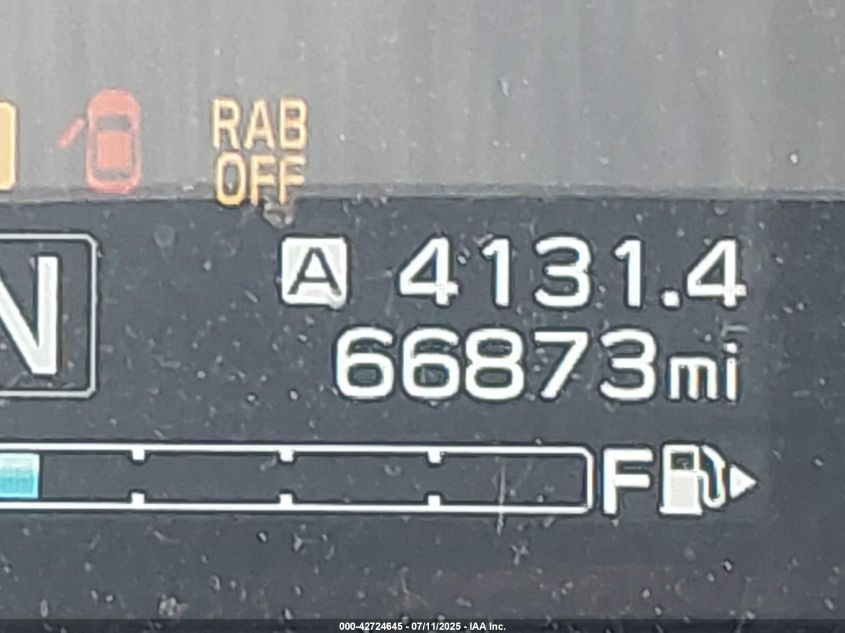 RAB
OFF
N
A 4131.4
66873mi
F
000-42724645 - 07/11/2025 - IAA Inc.